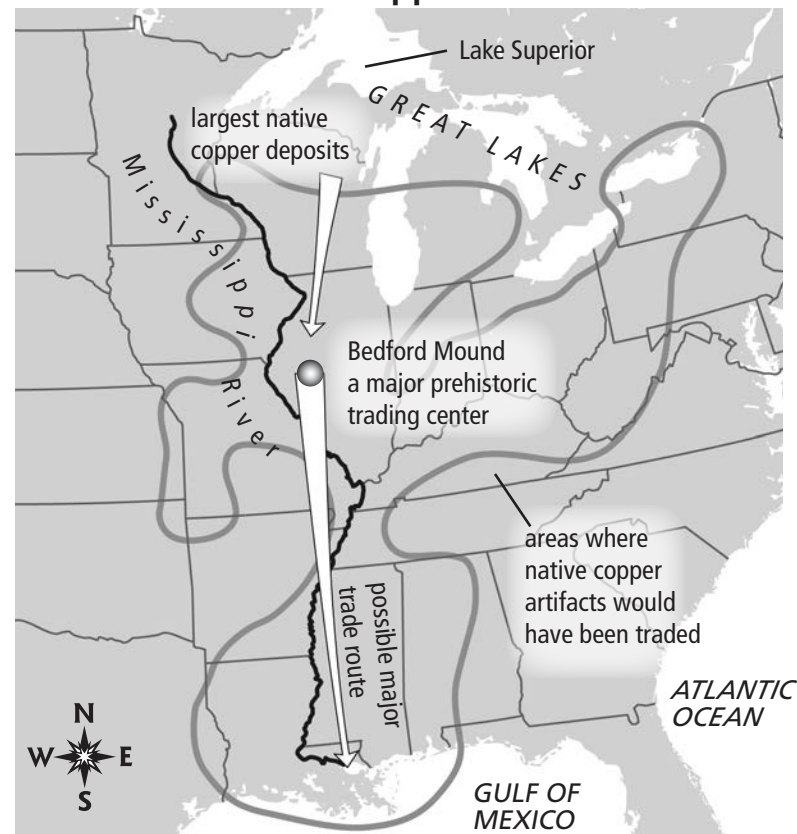 Lake Superior
GREAT LAKES
largest native
copper deposits
Mississippi River
Bedford Mound
a major prehistoric
trading center
areas where
native copper
artifacts would
have been traded
possible major
trade route
ATLANTIC
OCEAN
GULF OF
MEXICO
N
W E
S